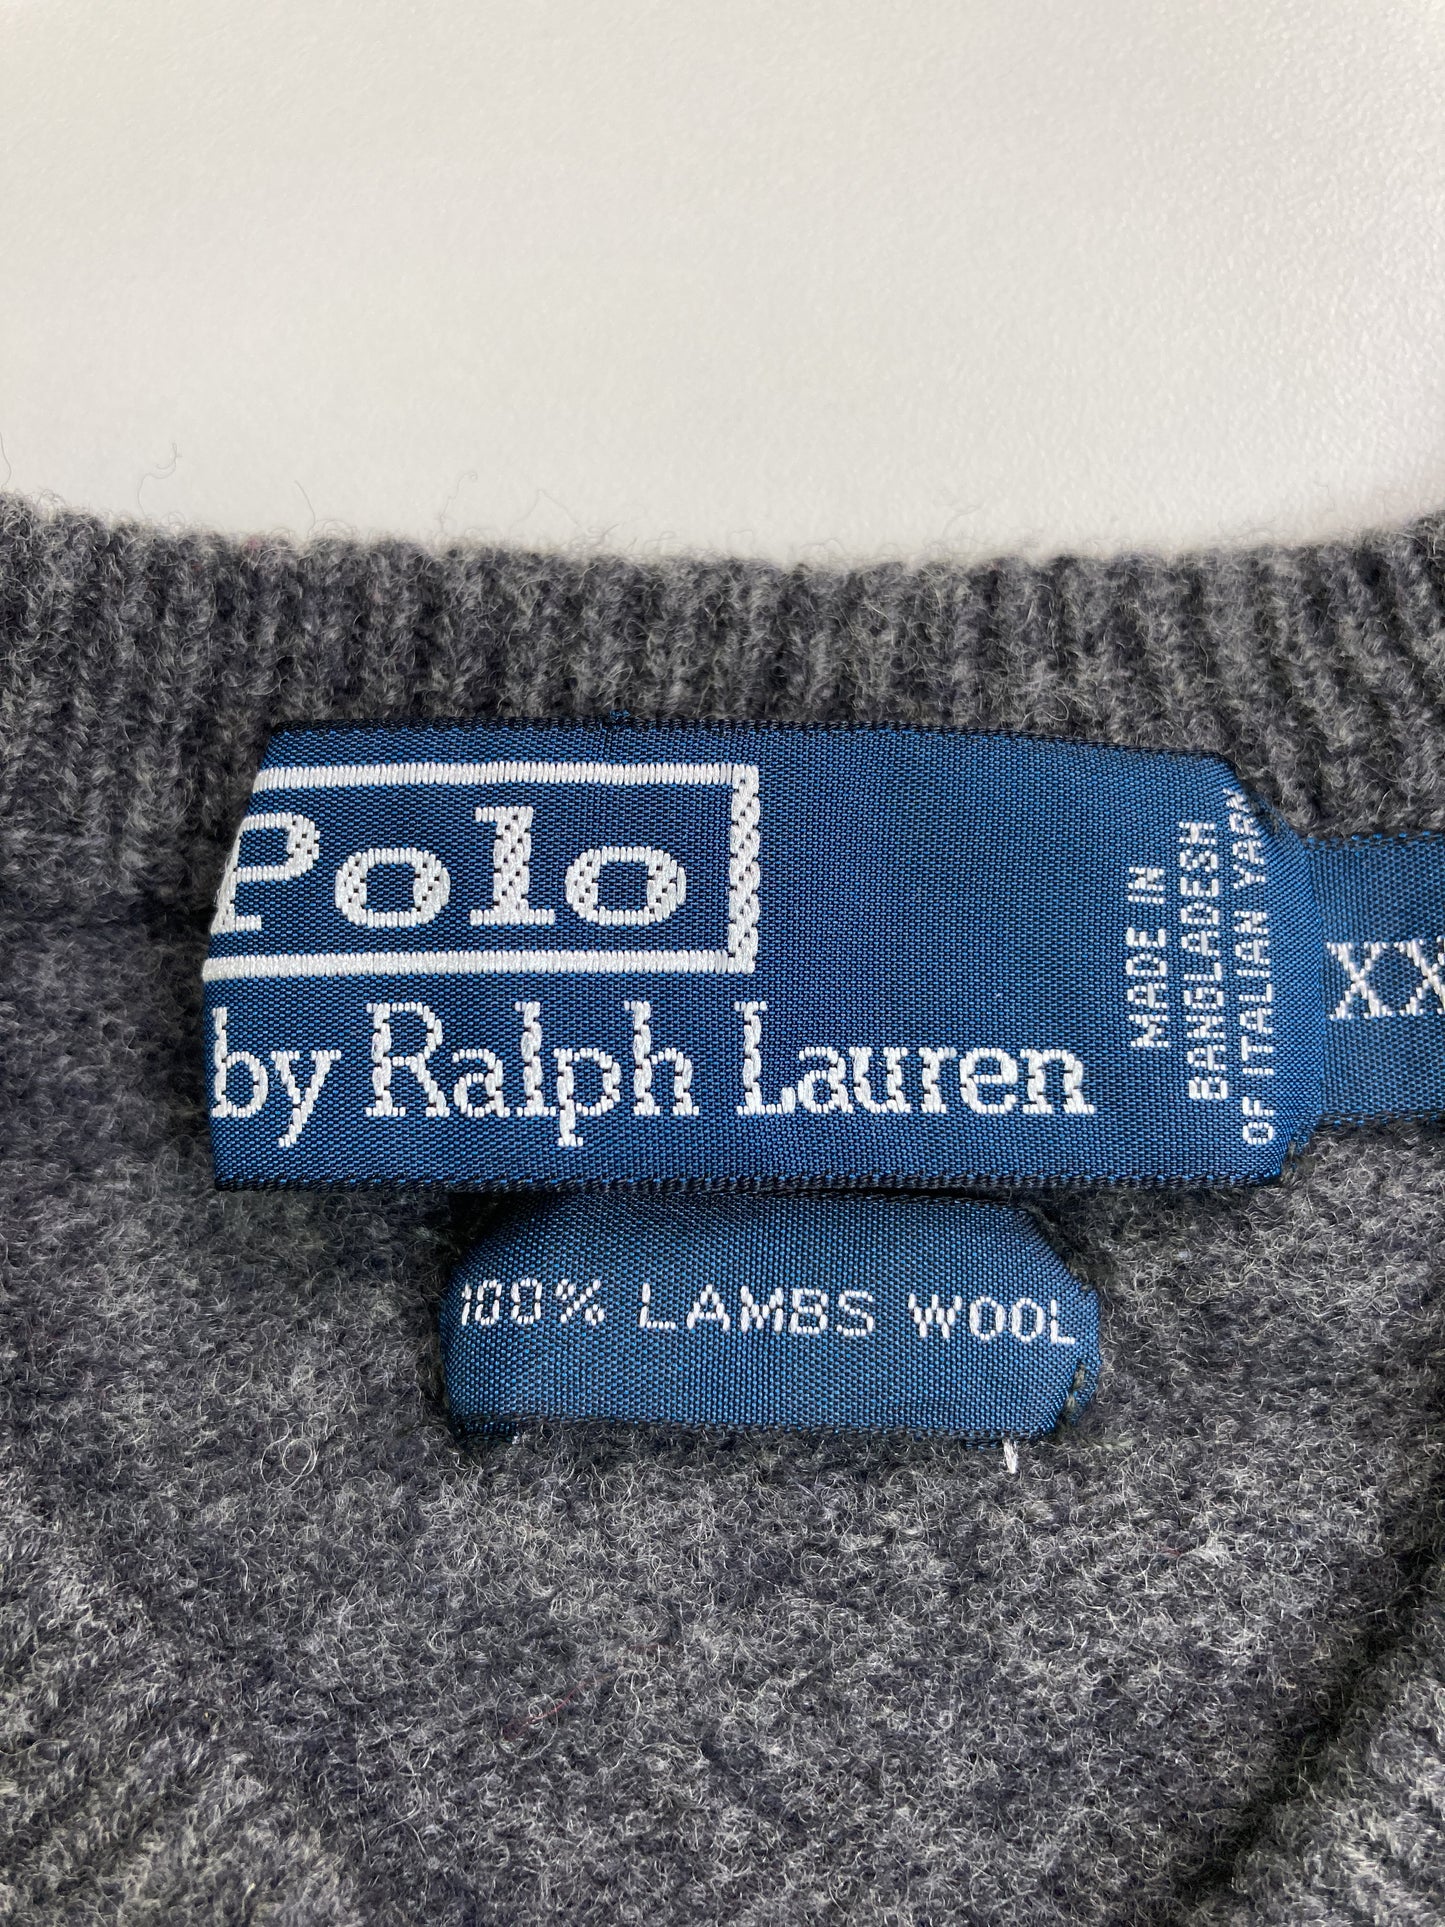 Polo
by Ralph Lauren
MADE IN
BANGLADESH
OF ITALIAN YARN
100% LAMBS WOOL